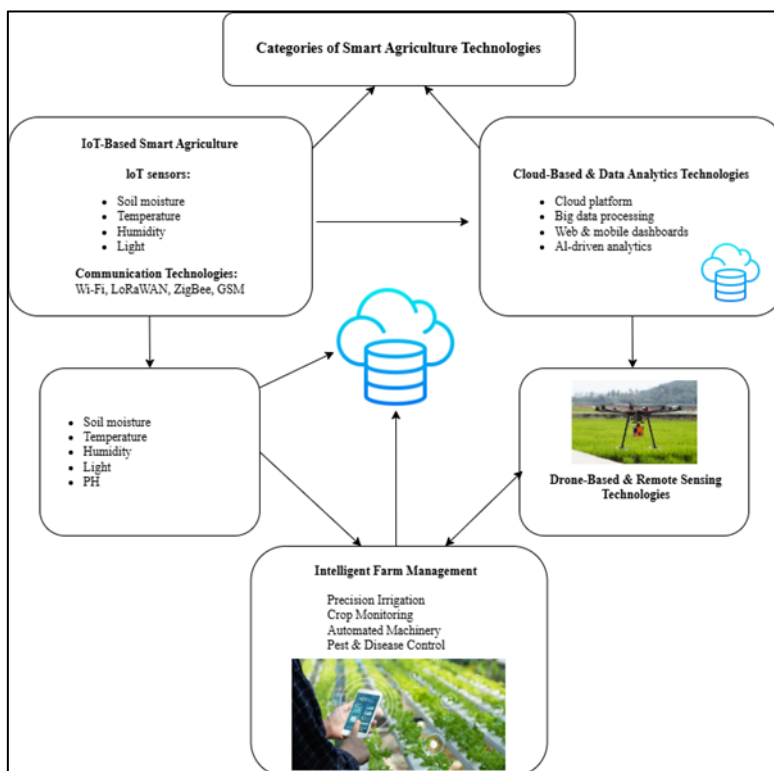 Categories of Smart Agriculture Technologies
IoT-Based Smart Agriculture
IoT sensors:
• Soil moisture
• Temperature
• Humidity
• Light
Communication Technologies:
Wi-Fi, LoRaWAN, ZigBee, GSM
Cloud-Based & Data Analytics Technologies
• Cloud platform
• Big data processing
• Web & mobile dashboards
• AI-driven analytics
• Soil moisture
• Temperature
• Humidity
• Light
• PH
Drone-Based & Remote Sensing
Technologies
Intelligent Farm Management
Precision Irrigation
Crop Monitoring
Automated Machinery
Pest & Disease Control